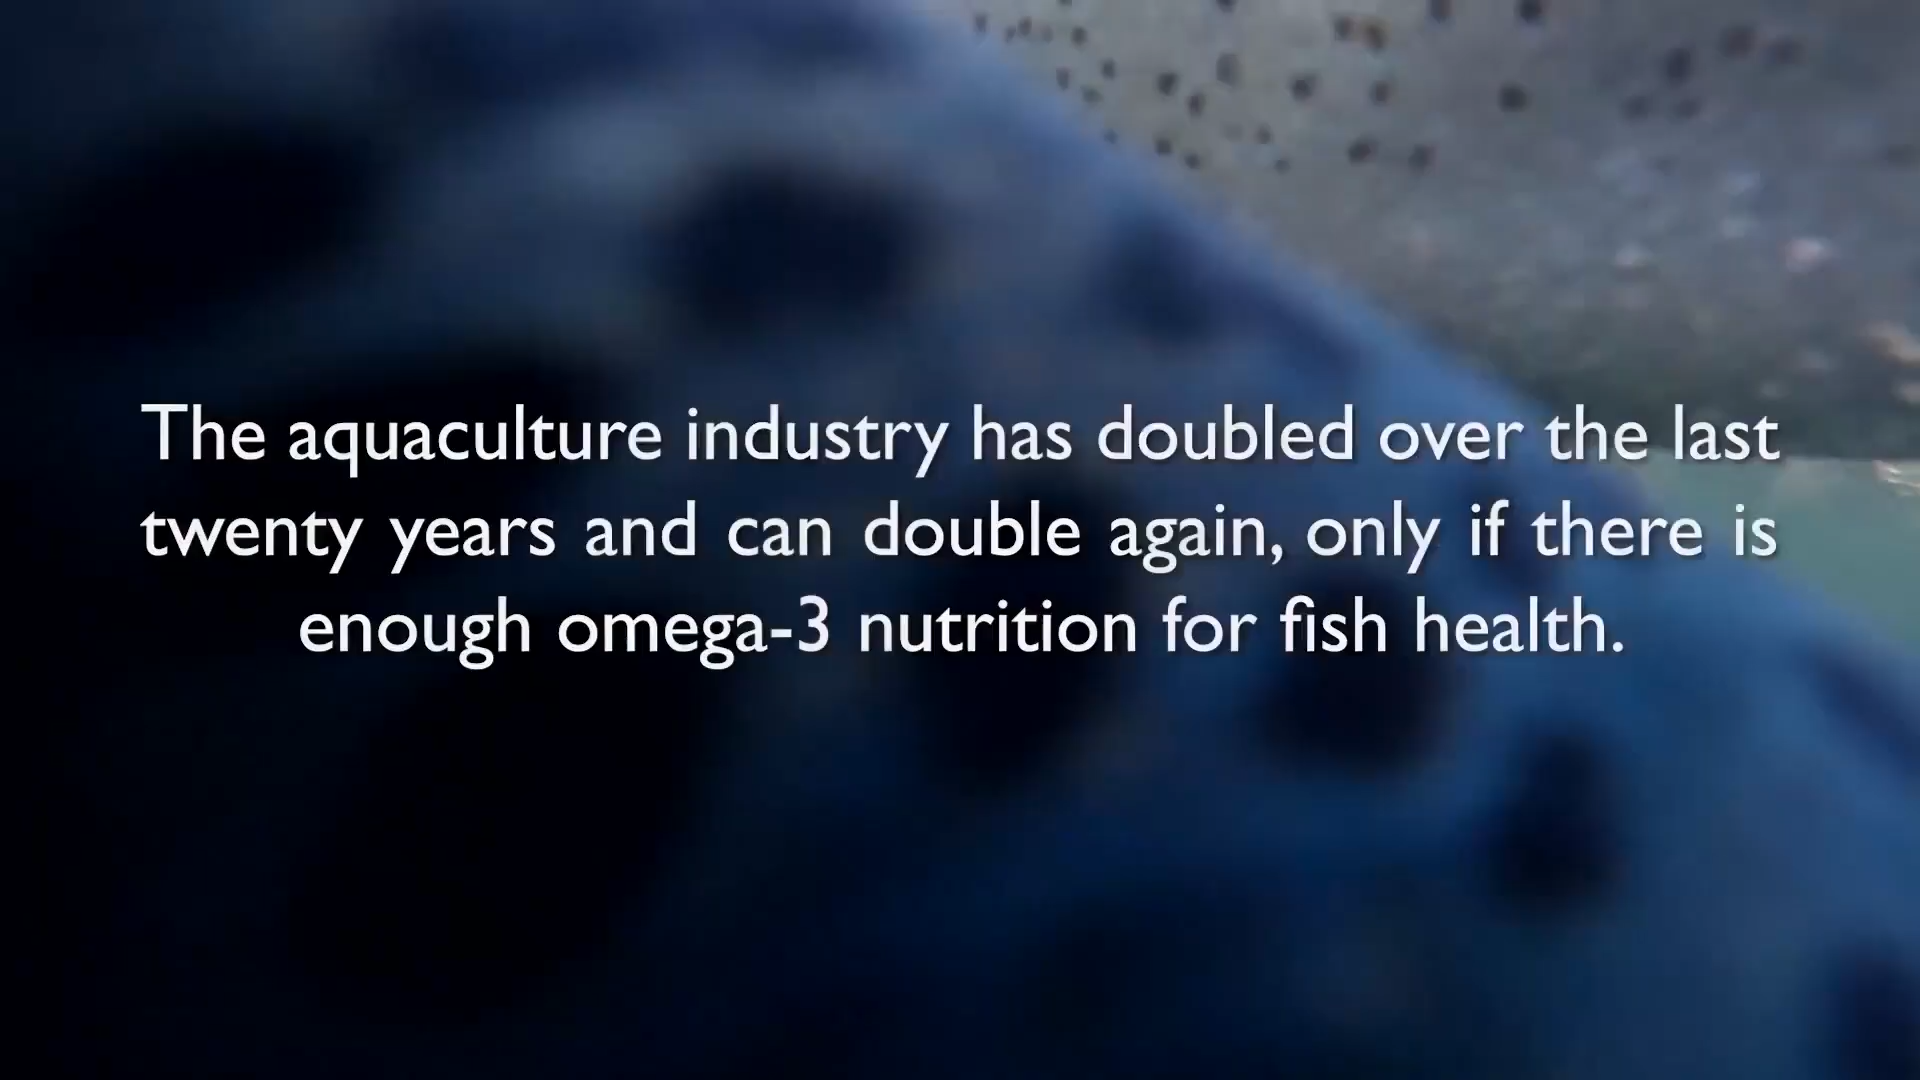 The aquaculture industry has doubled over the last
twenty years and can double again, only if there is
enough omega-3 nutrition for fish health.